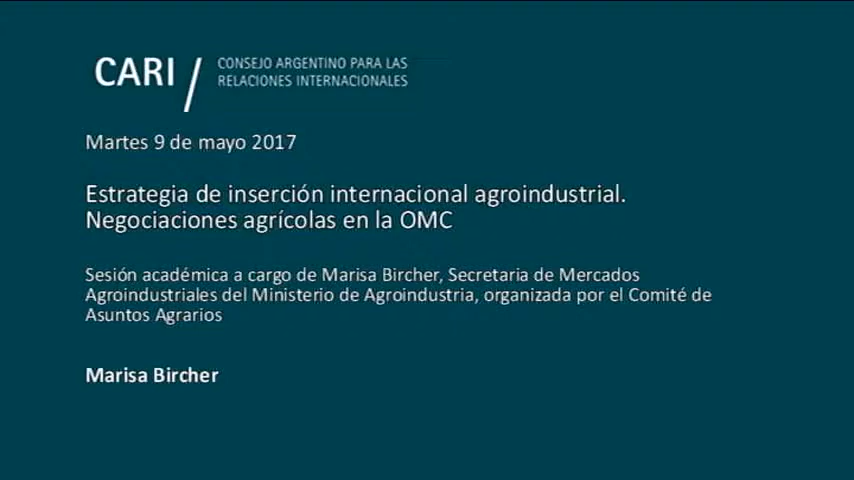 CARI / CONSEJO ARGENTINO PARA LAS
RELACIONES INTERNACIONALES
Martes 9 de mayo 2017
Estrategia de inserción internacional agroindustrial.
Negociaciones agrícolas en la OMC
Sesión académica a cargo de Marisa Bircher, Secretaria de Mercados
Agroindustriales del Ministerio de Agroindustria, organizada por el Comité de
Asuntos Agrarios
Marisa Bircher